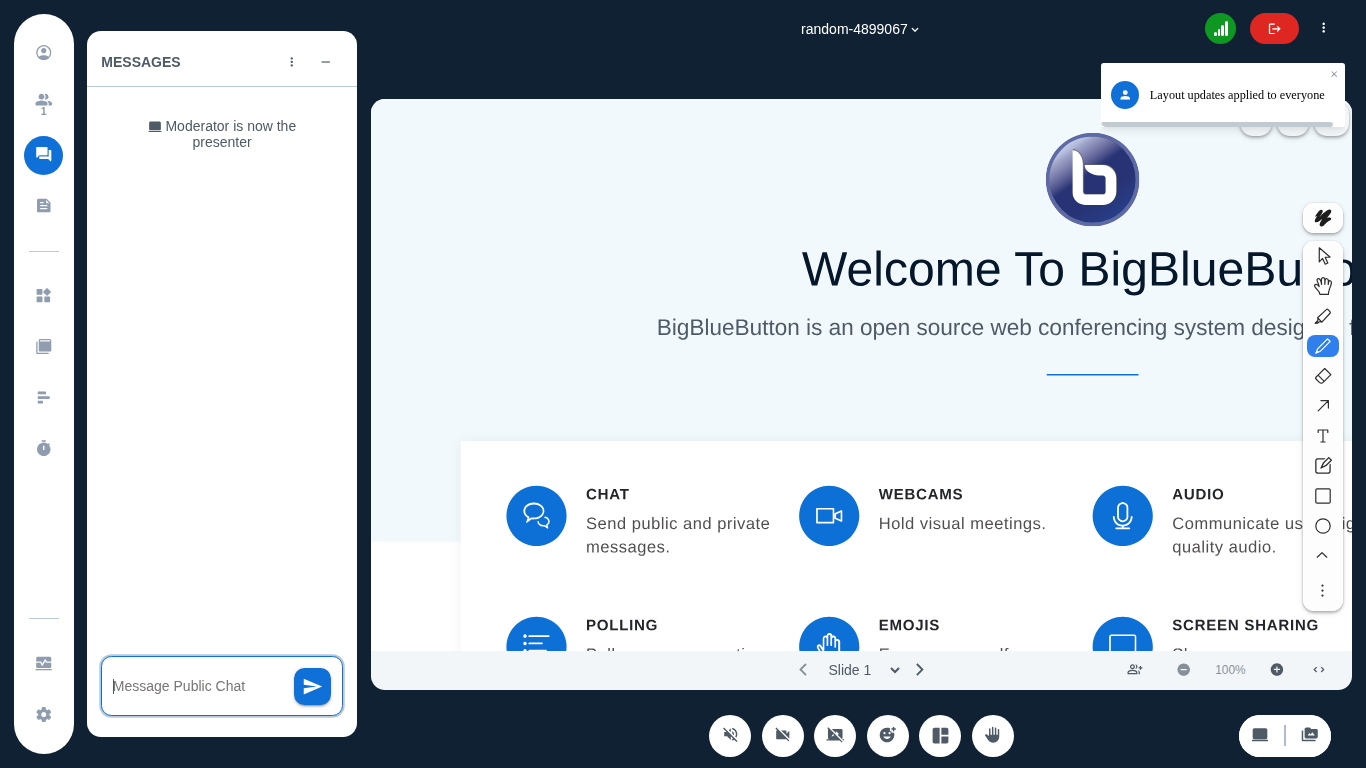 random-4899067
MESSAGES
1
Moderator is now the
presenter
Message Public Chat
Layout updates applied to everyone
Welcome To BigBlueBu
BigBlueButton is an open source web conferencing system desig
CHAT
Send public and private
messages.
WEBCAMS
Hold visual meetings.
AUDIO
Communicate us
quality audio.
POLLING
EMOJIS
SCREEN SHARING
Slide 1
100%